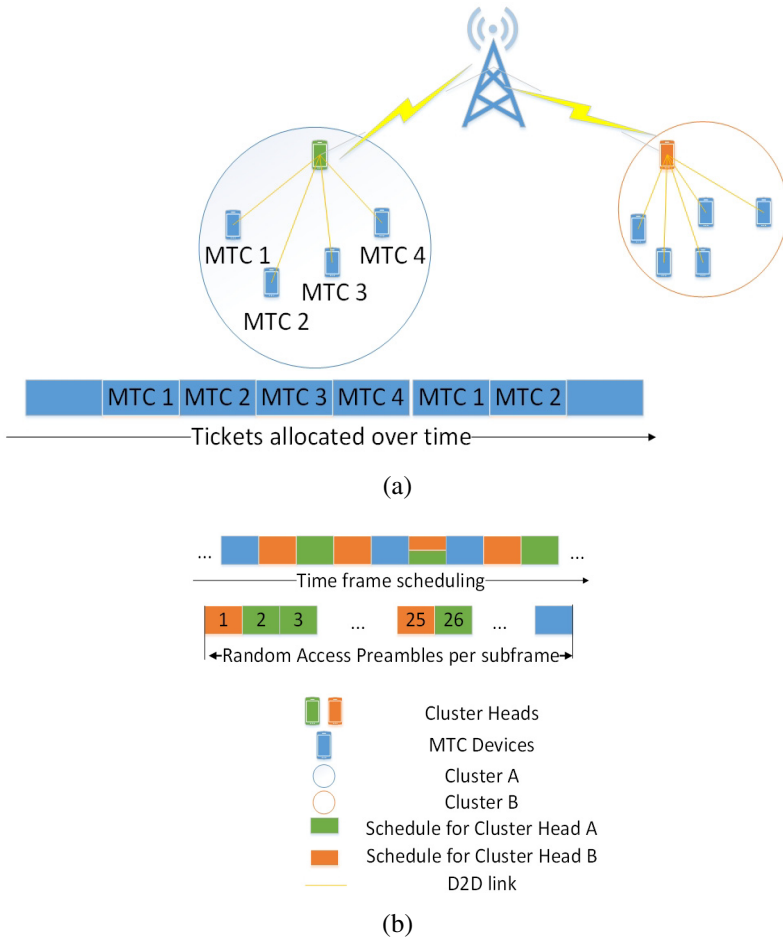 MTC 1
MTC 4
MTC 3
MTC 2
MTC 1 MTC 2 MTC 3 MTC 4 MTC 1 MTC 2
Tickets allocated over time
(a)
... ...
Time frame scheduling
1 2 3 ... 25 26 ...
Random Access Preambles per subframe
Cluster Heads
MTC Devices
Cluster A
Cluster B
Schedule for Cluster Head A
Schedule for Cluster Head B
D2D link
(b)